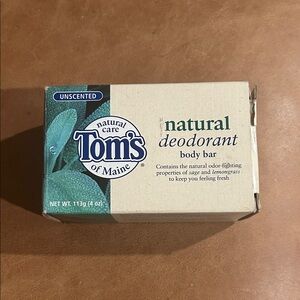 UNSCENTED
natural
care
Tom's
of Maine®
NET WT. 113g (4 oz)
natural
deodorant
body bar
Contains the natural odor-fighting
properties of sage and lemongrass
to keep you feeling fresh